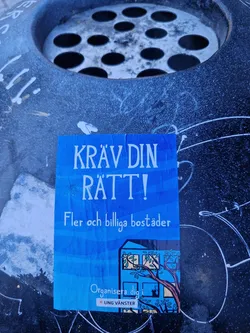 KRÄV DIN
RÄTT!
Fler och billiga bostäder
Organisera dig i
UNG VÄNSTER